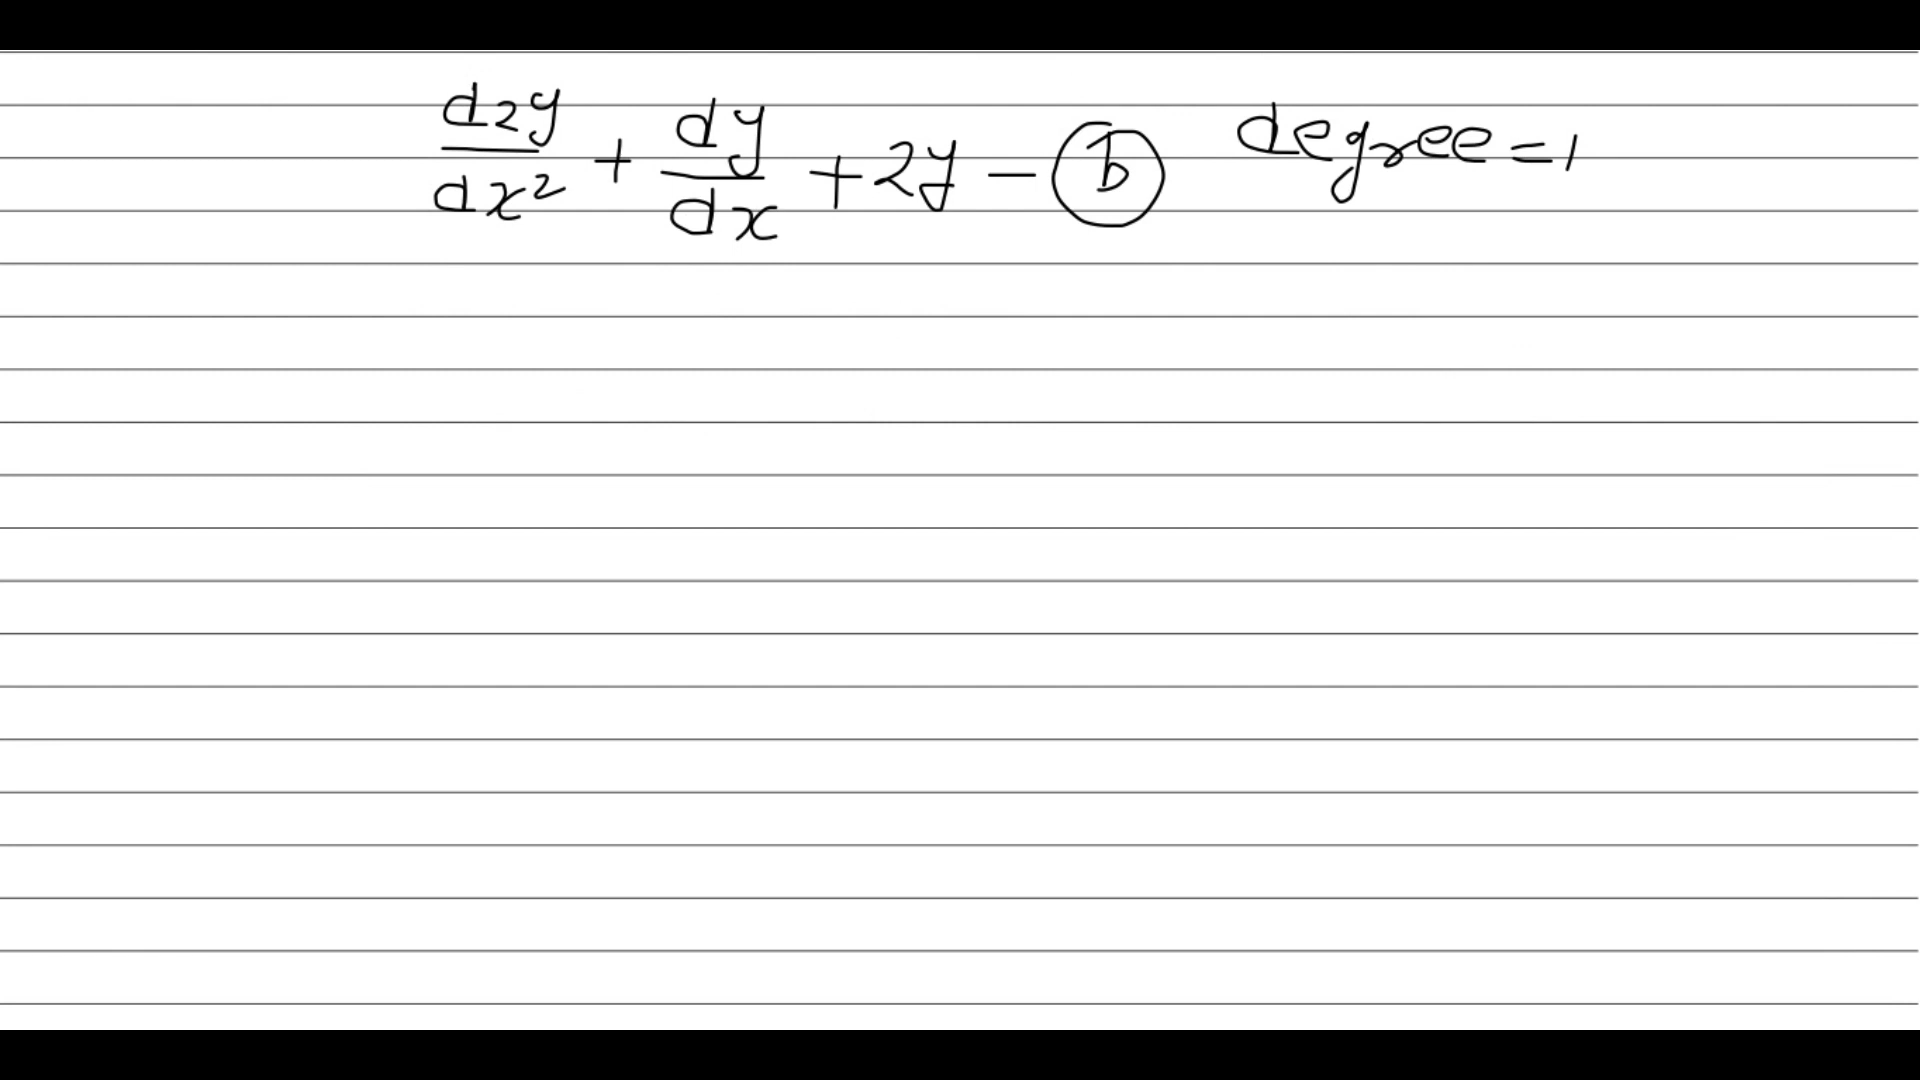 d2y/dx² + dy/dx + 2y - ⓑ degree = 1